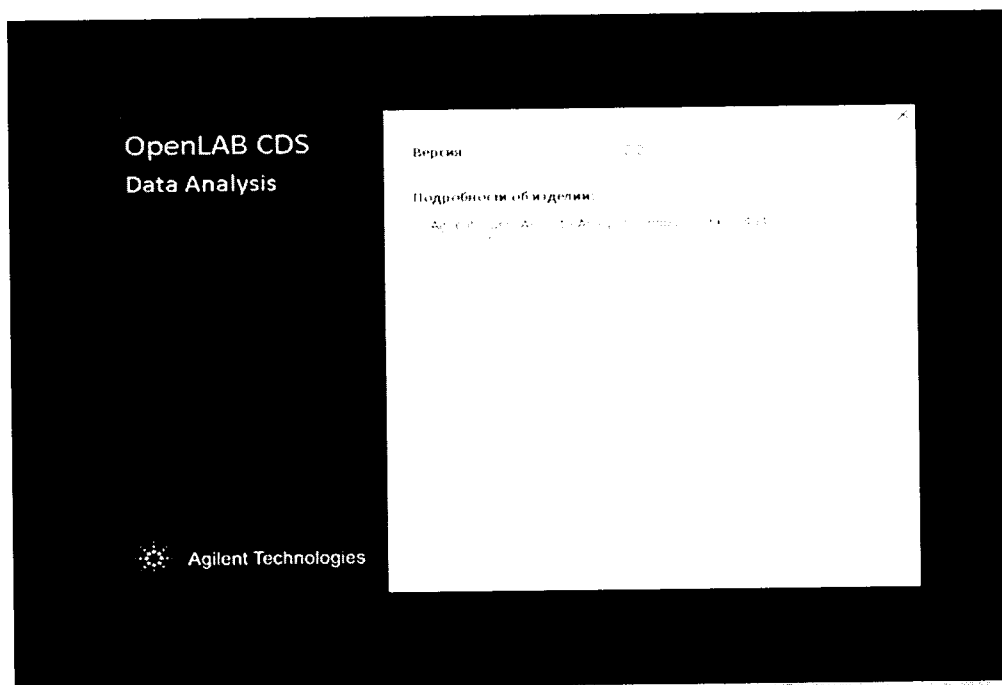 OpenLAB CDS
Data Analysis
Версия
Подробности об изделии:
Agilent Technologies